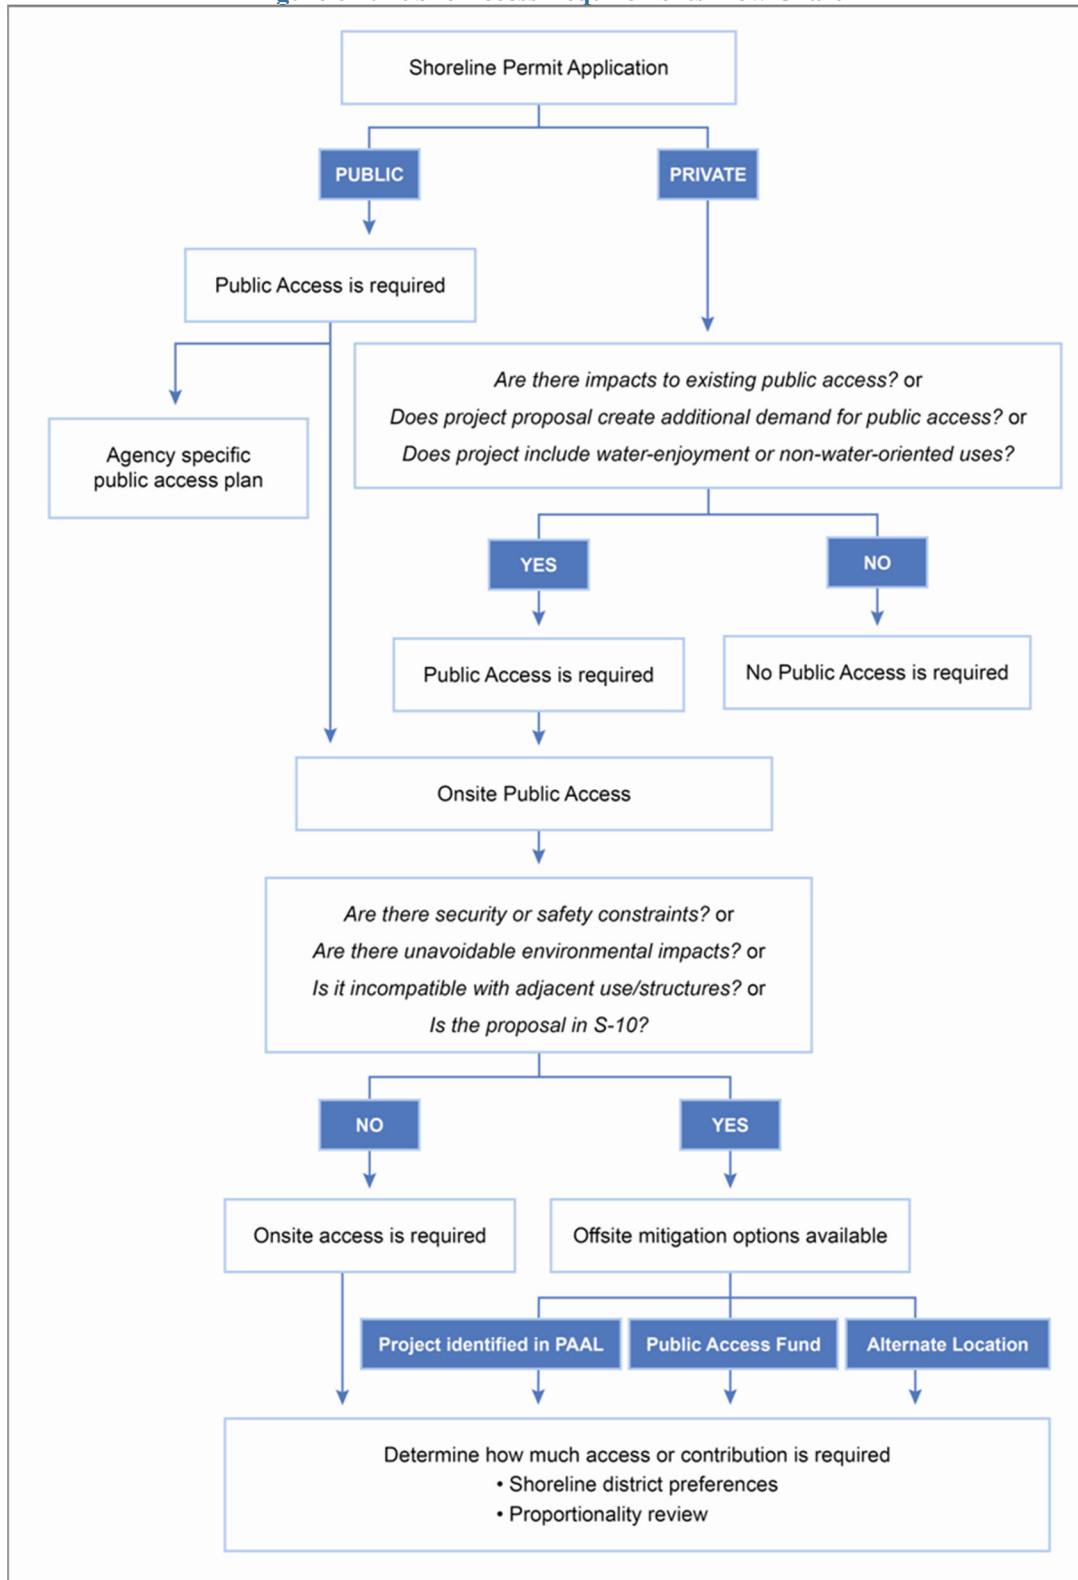 Shoreline Permit Application
PUBLIC
PRIVATE
Public Access is required
Are there impacts to existing public access? or
Does project proposal create additional demand for public access? or
Does project include water-enjoyment or non-water-oriented uses?
Agency specific
public access plan
YES
NO
Public Access is required
No Public Access is required
Onsite Public Access
Are there security or safety constraints? or
Are there unavoidable environmental impacts? or
Is it incompatible with adjacent use/structures? or
Is the proposal in S-10?
NO
YES
Onsite access is required
Offsite mitigation options available
Project identified in PAAL
Public Access Fund
Alternate Location
Determine how much access or contribution is required
• Shoreline district preferences
• Proportionality review